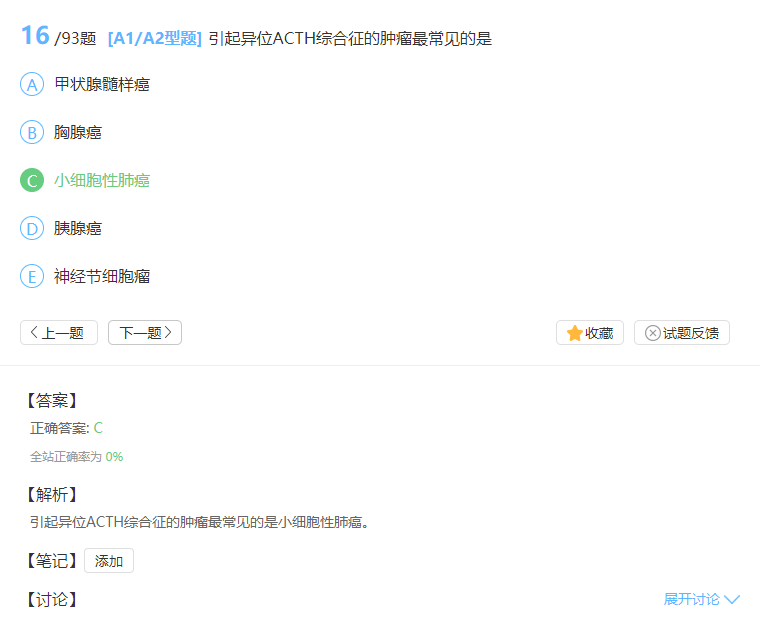 16 /93题 [A1/A2型题] 引起异位ACTH综合征的肿瘤最常见的是
A 甲状腺髓样癌
B 胸腺癌
C 小细胞性肺癌
D 胰腺癌
E 神经节细胞瘤
上一题 下一题 收藏 试题反馈
【答案】
正确答案: C
全站正确率为 0%
【解析】
引起异位ACTH综合征的肿瘤最常见的是小细胞性肺癌。
【笔记】 添加
【讨论】 展开讨论